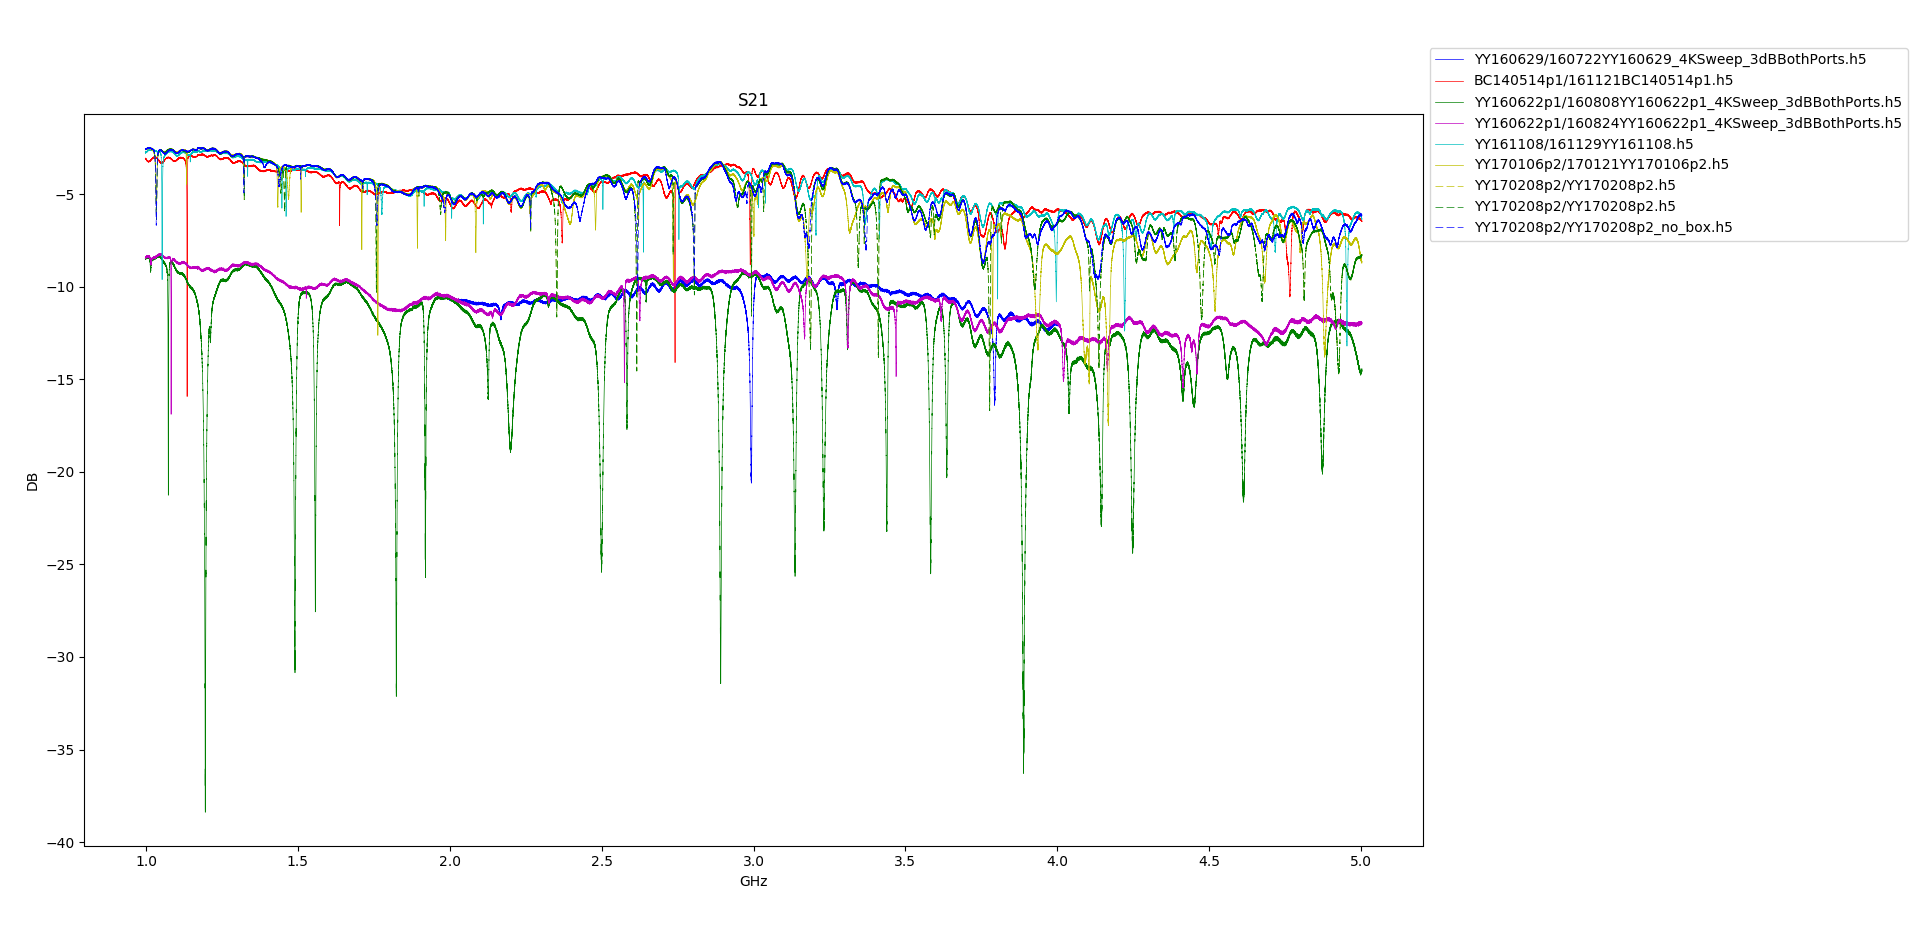 S21
YY160629/160722YY160629_4KSweep_3dBBothPorts.h5
BC140514p1/161121BC140514p1.h5
YY160622p1/160808YY160622p1_4KSweep_3dBBothPorts.h5
YY160622p1/160824YY160622p1_4KSweep_3dBBothPorts.h5
YY161108/161129YY161108.h5
YY170106p2/170121YY170106p2.h5
YY170208p2/YY170208p2.h5
YY170208p2/YY170208p2.h5
YY170208p2/YY170208p2_no_box.h5
DB
−5
−10
−15
−20
−25
−30
−35
−40
1.0 1.5 2.0 2.5 3.0 3.5 4.0 4.5 5.0
GHz